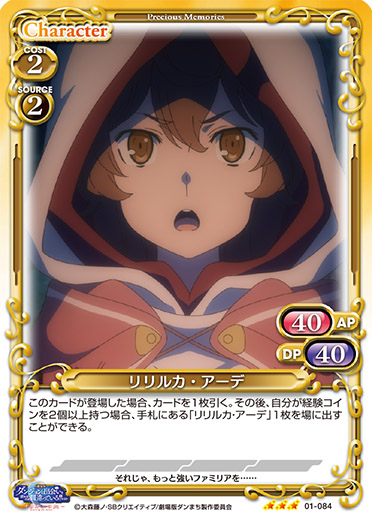 Precious Memories
Character
COST
2
SOURCE
2
40 AP
DP 40
リリルカ・アーデ
このカードが登場した場合、カードを1枚引く。その後、自分が経験コ
インを2個以上持つ場合、手札にある「リリルカ・アーデ」1枚を場に出す
ことができる。
それじゃ、もっと強いファミリアを……
©大森藤ノ・SBクリエイティブ/劇場版ダンまち製作委員会
★★★ 01-084